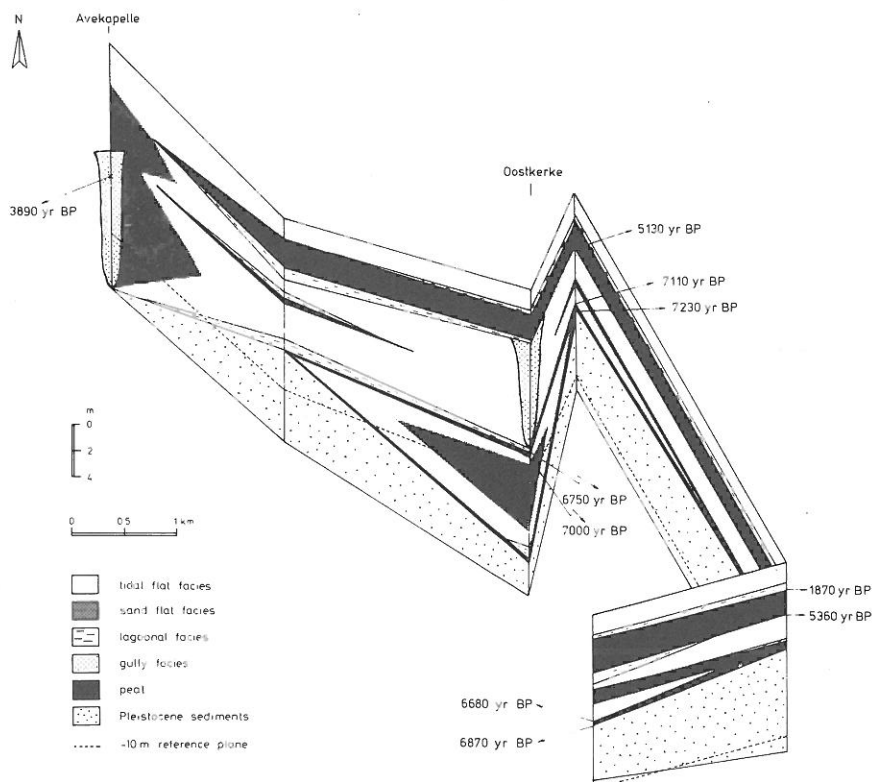 N
Avekapelle
Oostkerke
3890 yr BP
5130 yr BP
7110 yr BP
7230 yr BP
m
0
2
4
6750 yr BP
7000 yr BP
0 0.5 1 km
tidal flat facies
sand flat facies
lagoonal facies
gully facies
peat
Pleistocene sediments
-10 m reference plane
1870 yr BP
5360 yr BP
6680 yr BP
6870 yr BP